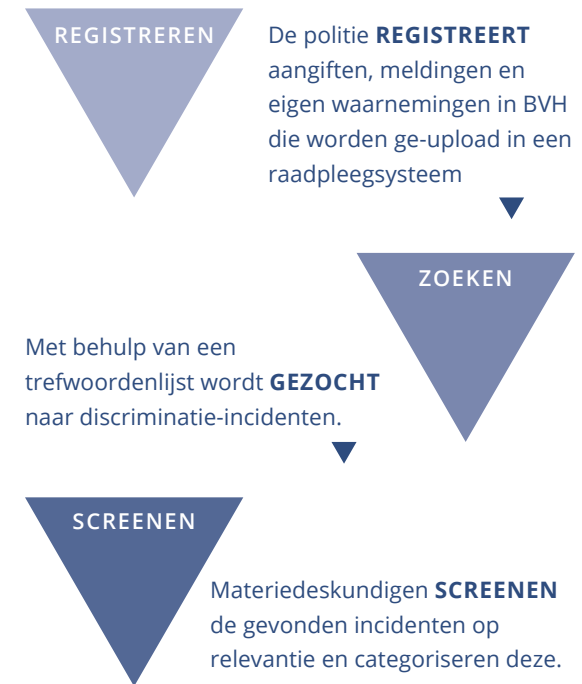 REGISTREREN
De politie REGISTREERT
aangiften, meldingen en
eigen waarnemingen in BVH
die worden ge-upload in een
raadpleegsysteem
ZOEKEN
Met behulp van een
trefwoordenlijst wordt GEZOCHT
naar discriminatie-incidenten.
SCREENEN
Materiedeskundigen SCREENEN
de gevonden incidenten op
relevantie en categoriseren deze.